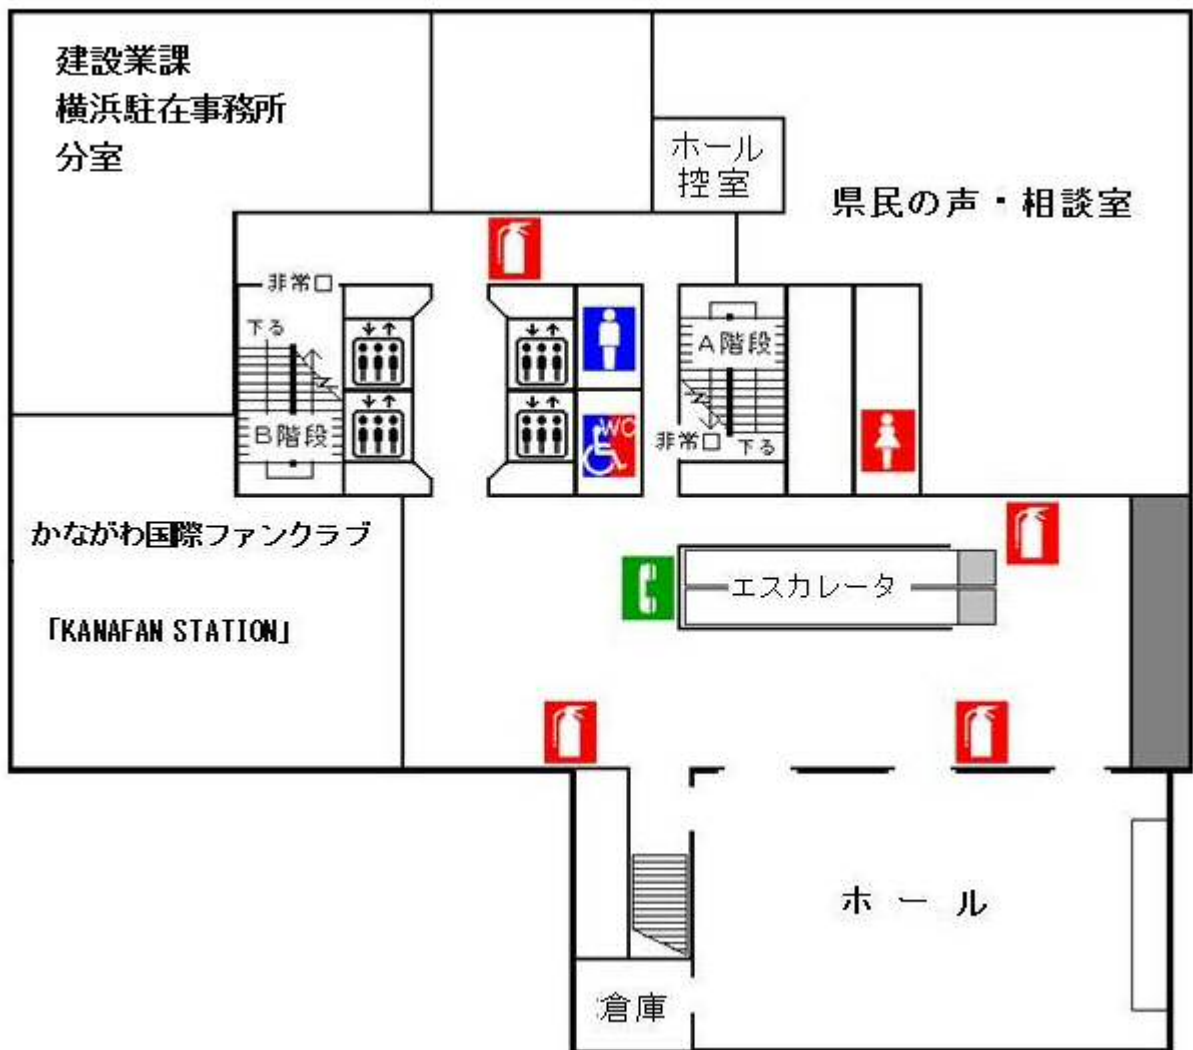 建設業課
横浜駐在事務所
分室
ホール
控室
県民の声・相談室
非常口
下る
A階段
B階段
WC
非常口
下る
かながわ国際ファンクラブ
エスカレータ
「KANAFAN STATION」
ホール
倉庫